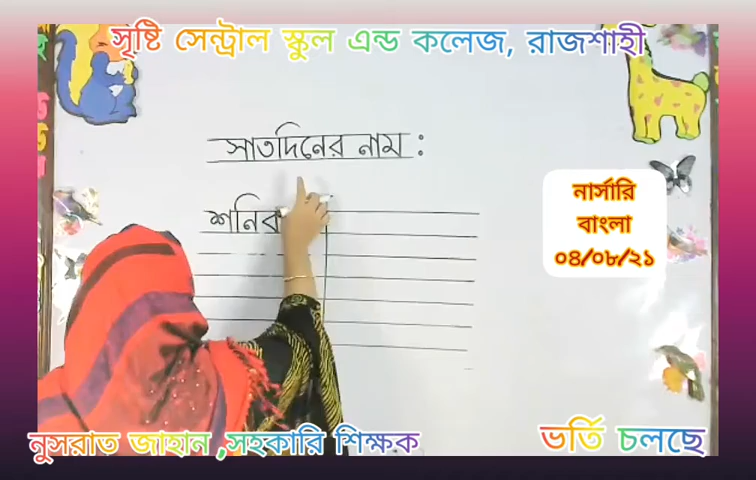 সৃষ্টি সেন্ট্রাল স্কুল এন্ড কলেজ, রাজশাহী
সাতদিনের নাম :
নার্সারি
বাংলা
০৪/০৮/২১
নুসরাত জাহান ,সহকারি শিক্ষক
ভর্তি চলছে